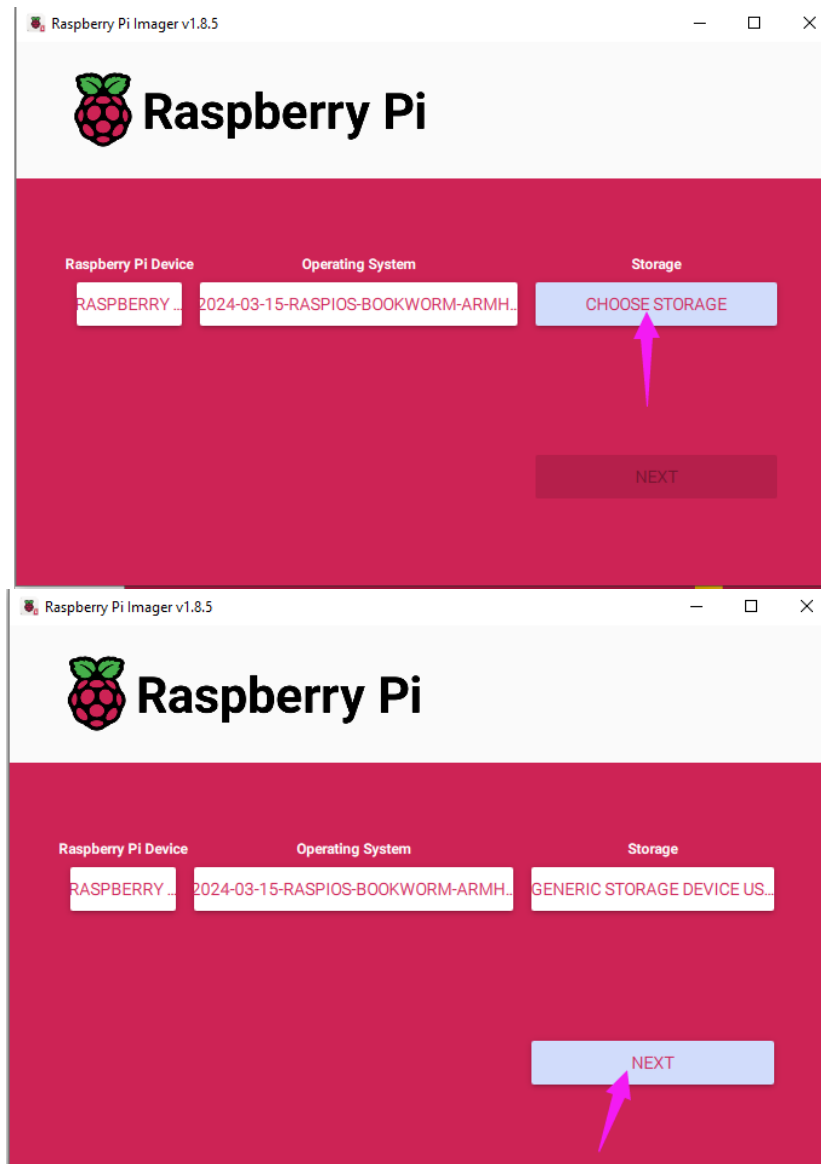 Raspberry Pi Imager v1.8.5
Raspberry Pi
Raspberry Pi Device Operating System Storage
RASPBERRY ... 2024-03-15-RASPIOS-BOOKWORM-ARMH.. CHOOSE STORAGE
NEXT
Raspberry Pi Imager v1.8.5
Raspberry Pi
Raspberry Pi Device Operating System Storage
RASPBERRY ... 2024-03-15-RASPIOS-BOOKWORM-ARMH.. GENERIC STORAGE DEVICE US...
NEXT